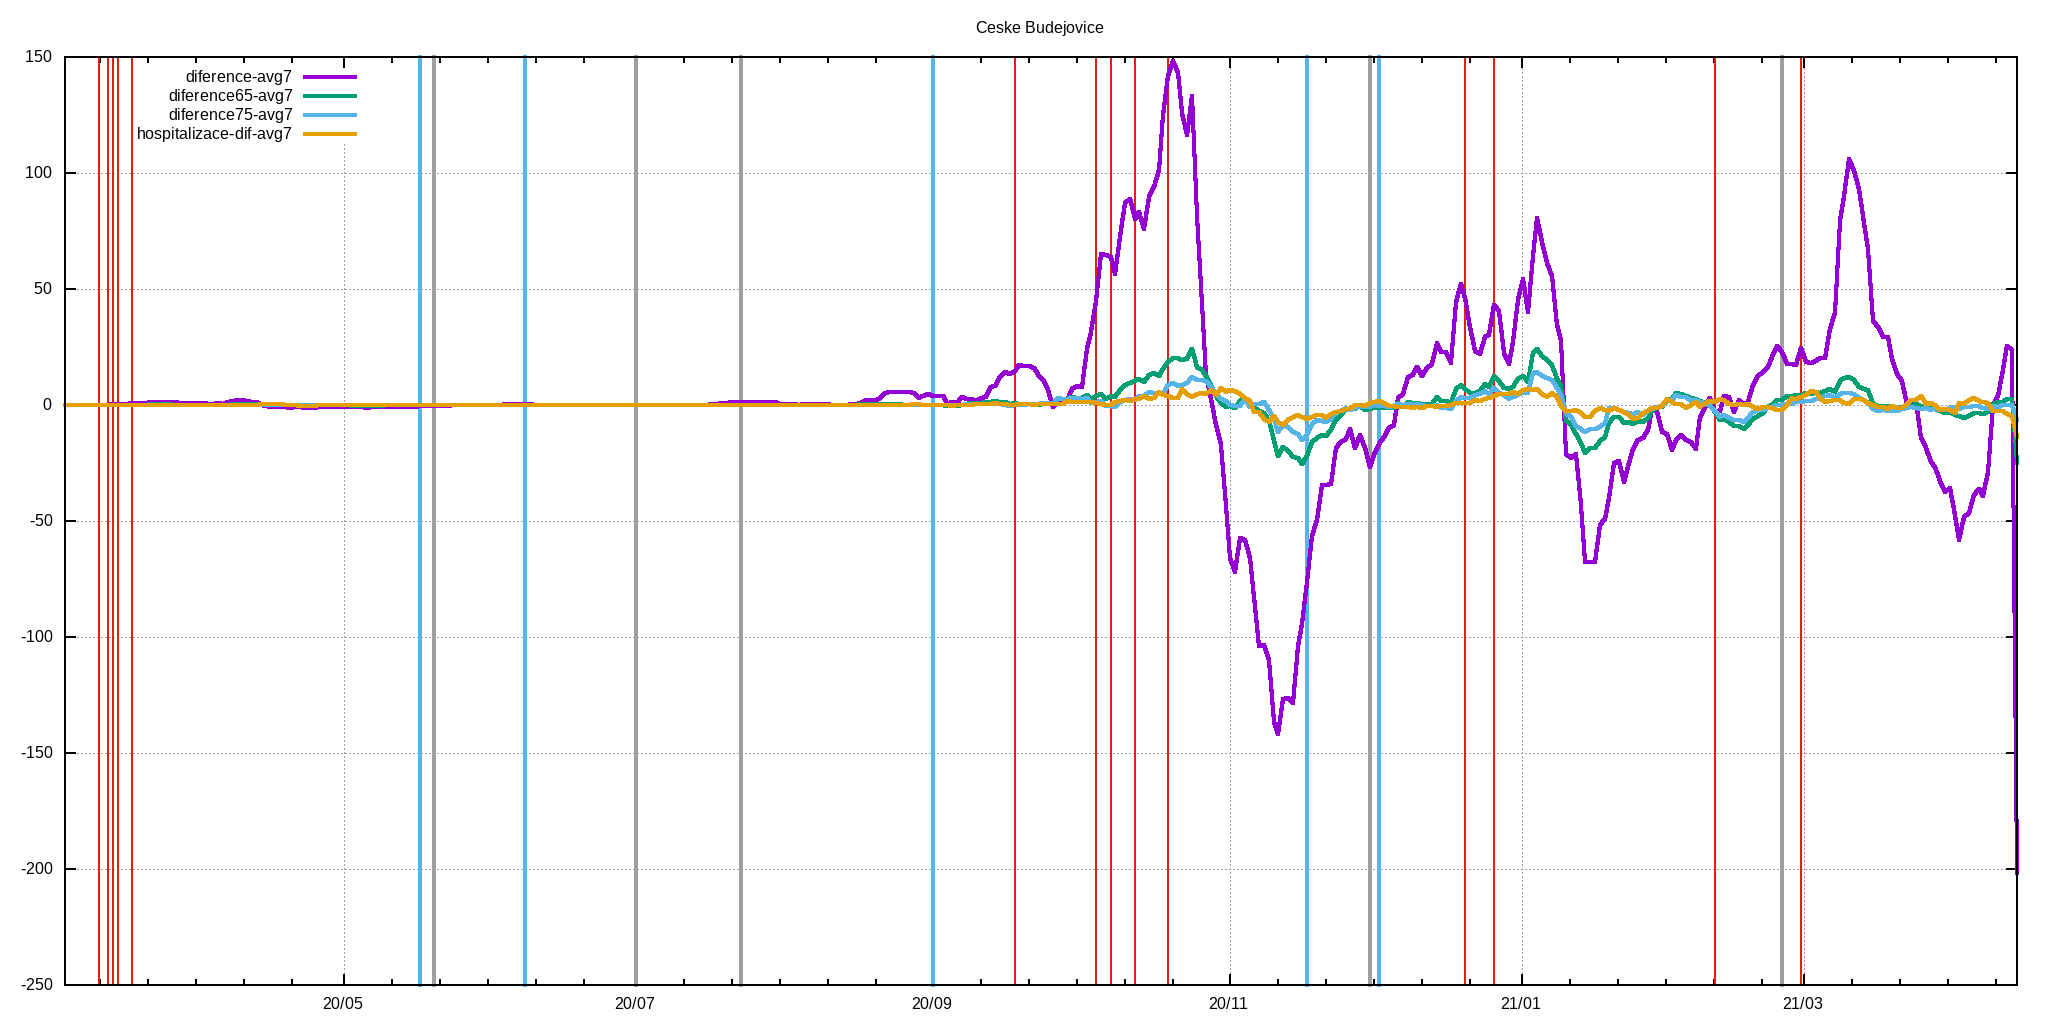 Ceske Budejovice
150
100
50
0
-50
-100
-150
-200
-250
diference-avg7
diference65-avg7
diference75-avg7
hospitalizace-dif-avg7
20/05 20/07 20/09 20/11 21/01 21/03